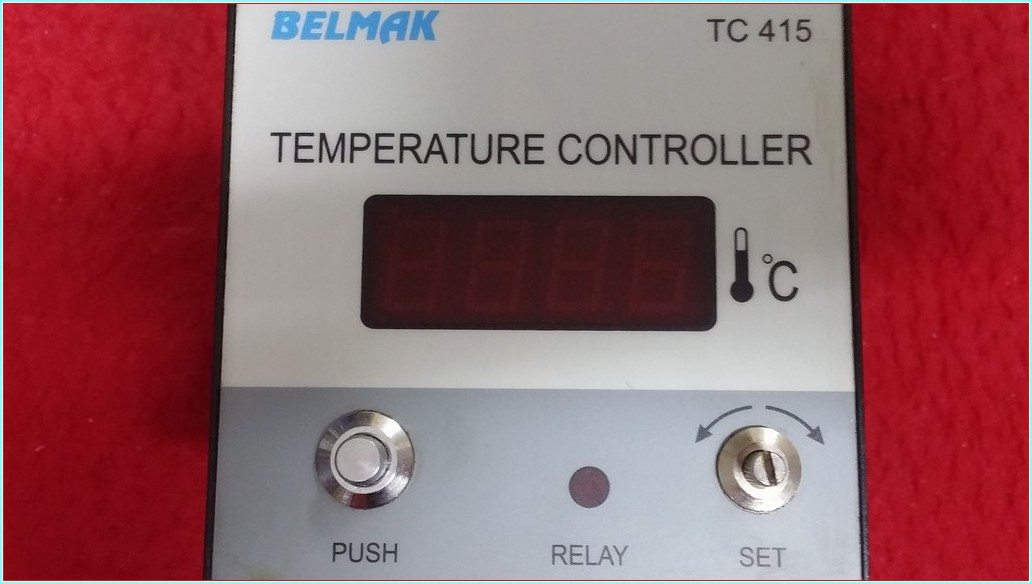 BELMAK TC 415
TEMPERATURE CONTROLLER
°C
PUSH RELAY SET